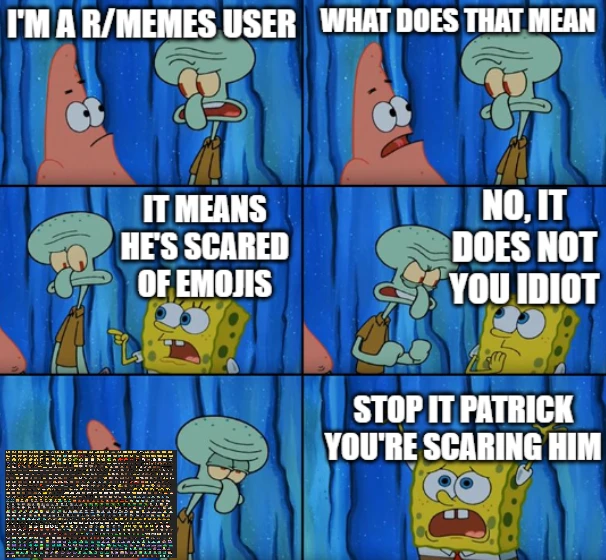 I'M A R/MEMES USER
WHAT DOES THAT MEAN
IT MEANS
HE'S SCARED
OF EMOJIS
NO, IT
DOES NOT
YOU IDIOT
STOP IT PATRICK
YOU'RE SCARING HIM